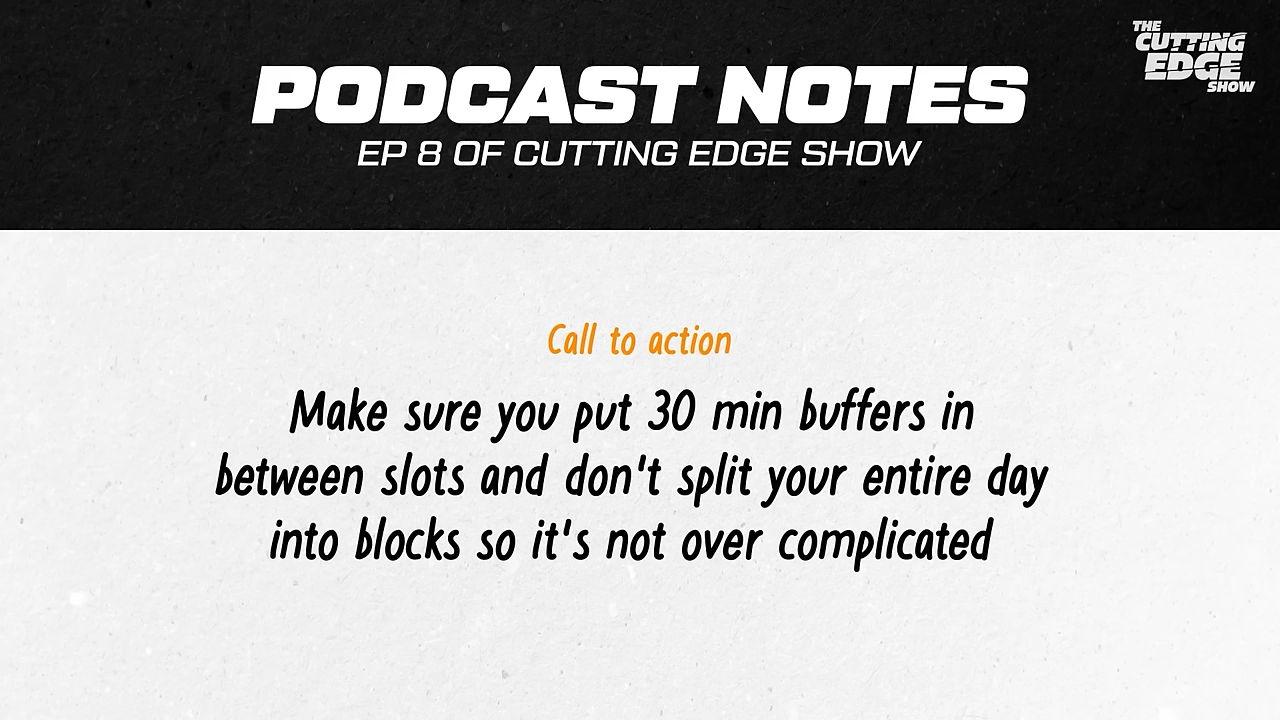 THE
CUTTING
EDGE
SHOW
PODCAST NOTES
EP 8 OF CUTTING EDGE SHOW
Call to action
Make sure you put 30 min buffers in
between slots and don't split your entire day
into blocks so it's not over complicated